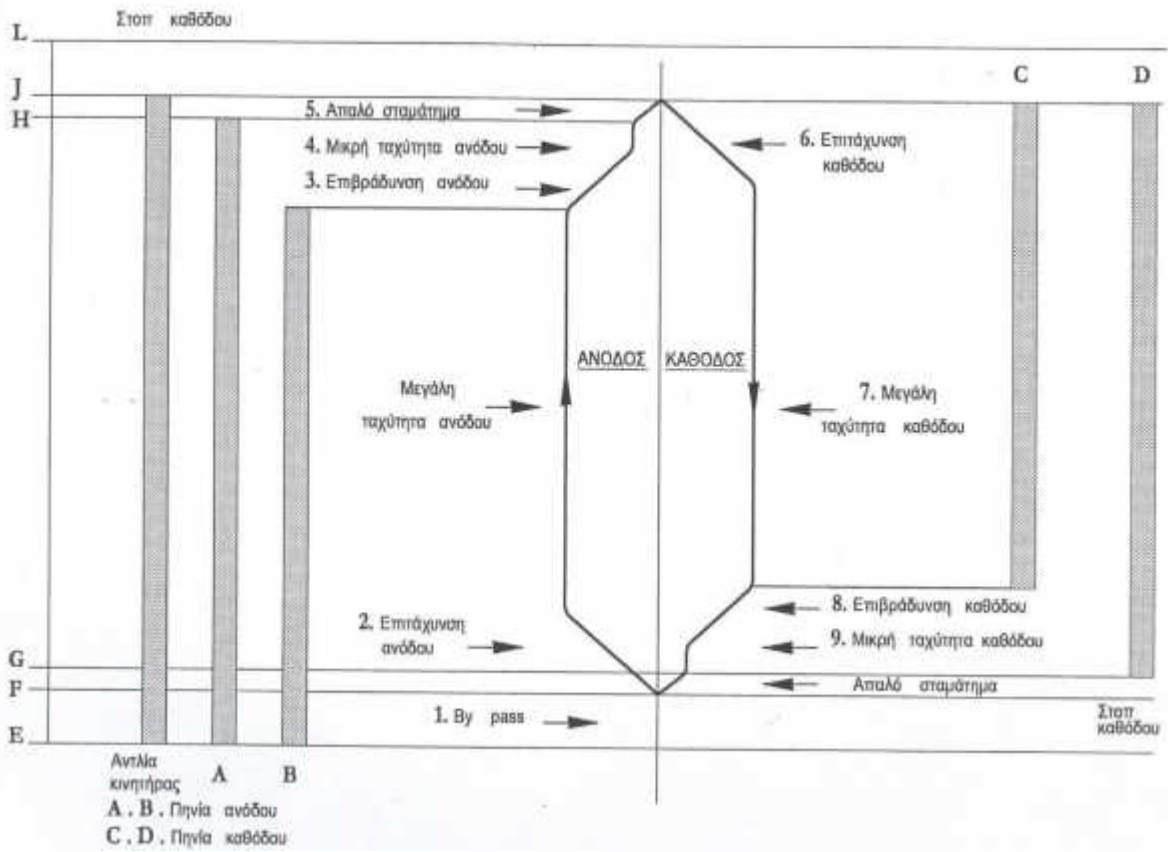 Στοπ καθόδου
L
C D
J
5. Απαλό σταμάτημα
H
4. Μικρή ταχύτητα ανόδου
3. Επιβράδυνση ανόδου
6. Επιτάχυνση
καθόδου
ΑΝΟΔΟΣ ΚΑΘΟΔΟΣ
Μεγάλη
ταχύτητα ανόδου
7. Μεγάλη
ταχύτητα καθόδου
2. Επιτάχυνση
ανόδου
8. Επιβράδυνση καθόδου
9. Μικρή ταχύτητα καθόδου
G
Απαλό σταμάτημα
F
1. By pass
Στοπ
καθόδου
E
Αντλία
κινητήρας
A B
A . B . Πηνία ανόδου
C . D . Πηνία καθόδου